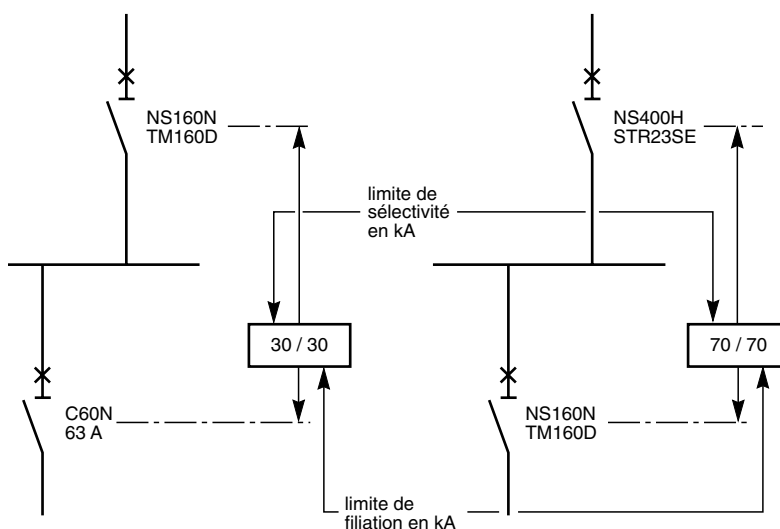 NS160N
TM160D
NS400H
STR23SE
limite de
sélectivité
en kA
30 / 30
70 / 70
C60N
63 A
NS160N
TM160D
limite de
filiation en kA